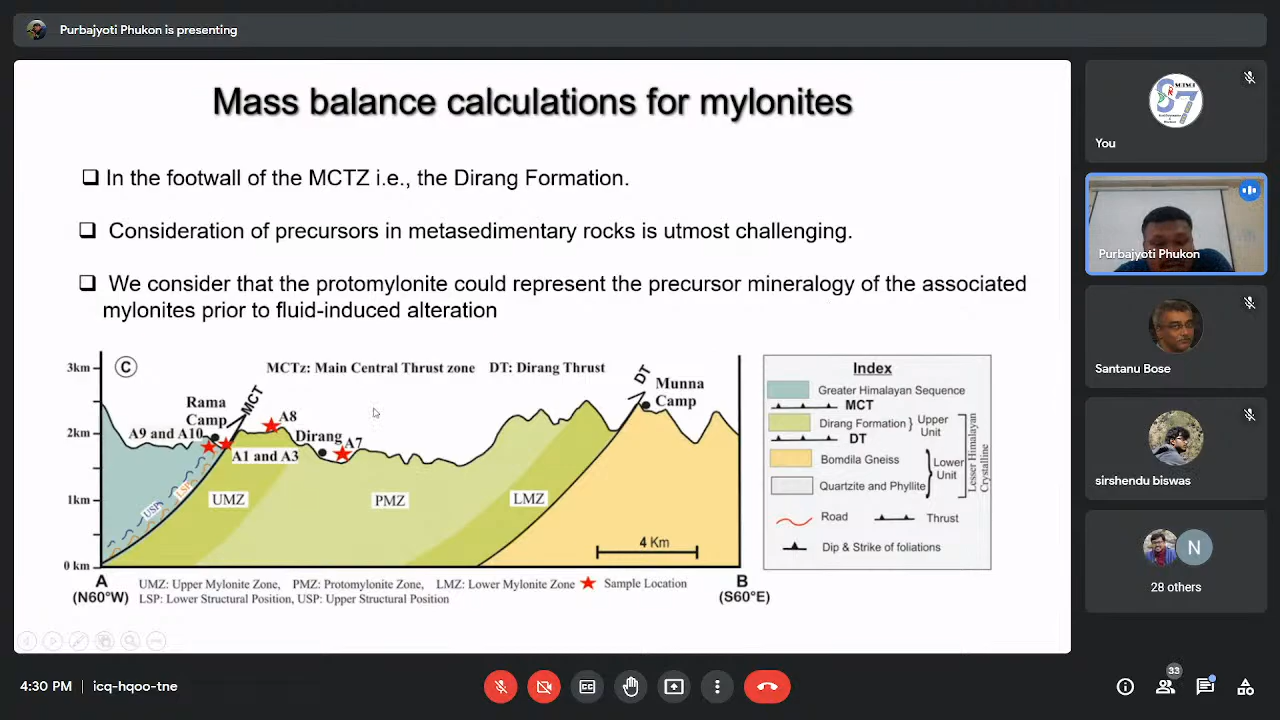 Purbajyoti Phukon is presenting
Mass balance calculations for mylonites
In the footwall of the MCTZ i.e., the Dirang Formation.
Consideration of precursors in metasedimentary rocks is utmost challenging.
We consider that the protomylonite could represent the precursor mineralogy of the associated
mylonites prior to fluid-induced alteration
3km
2km
1km
0 km
C
MCTz: Main Central Thrust zone DT: Dirang Thrust
Rama
Camp
MCT
A8
A9 and A10
A1 and A3
Dirang
A7
DT
Munna
Camp
USP
LSP
UMZ
PMZ
LMZ
4 Km
A
(N60°W)
B
(S60°E)
UMZ: Upper Mylonite Zone, PMZ: Protomylonite Zone, LMZ: Lower Mylonite Zone Sample Location
LSP: Lower Structural Position, USP: Upper Structural Position
Index
Greater Himalayan Sequence
MCT
Dirang Formation
Upper
Unit
DT
Bomdila Gneiss
Lower
Unit
Quartzite and Phyllite
Lesser Himalayan
Crystalline
Road
Thrust
Dip & Strike of foliations
You
Purbajyoti Phukon
Santanu Bose
sirshendu biswas
N
28 others
4:30 PM | icq-hqoo-tne
33